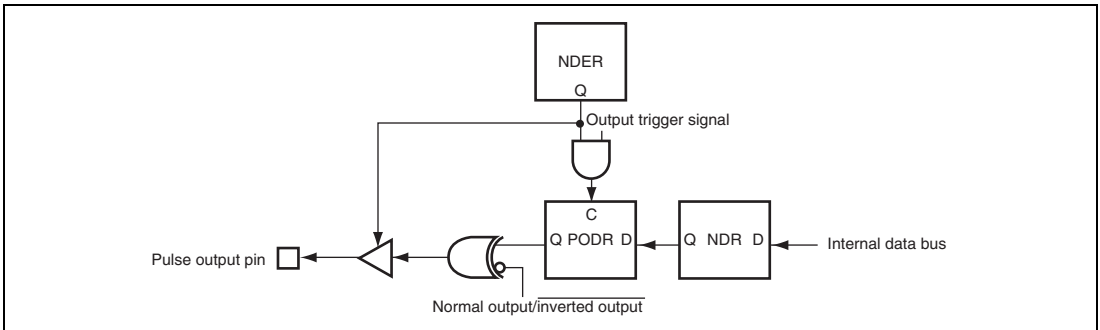 NDER
Q
Output trigger signal
C
Q PODR D
Q NDR D
Internal data bus
Pulse output pin
Normal output/inverted output